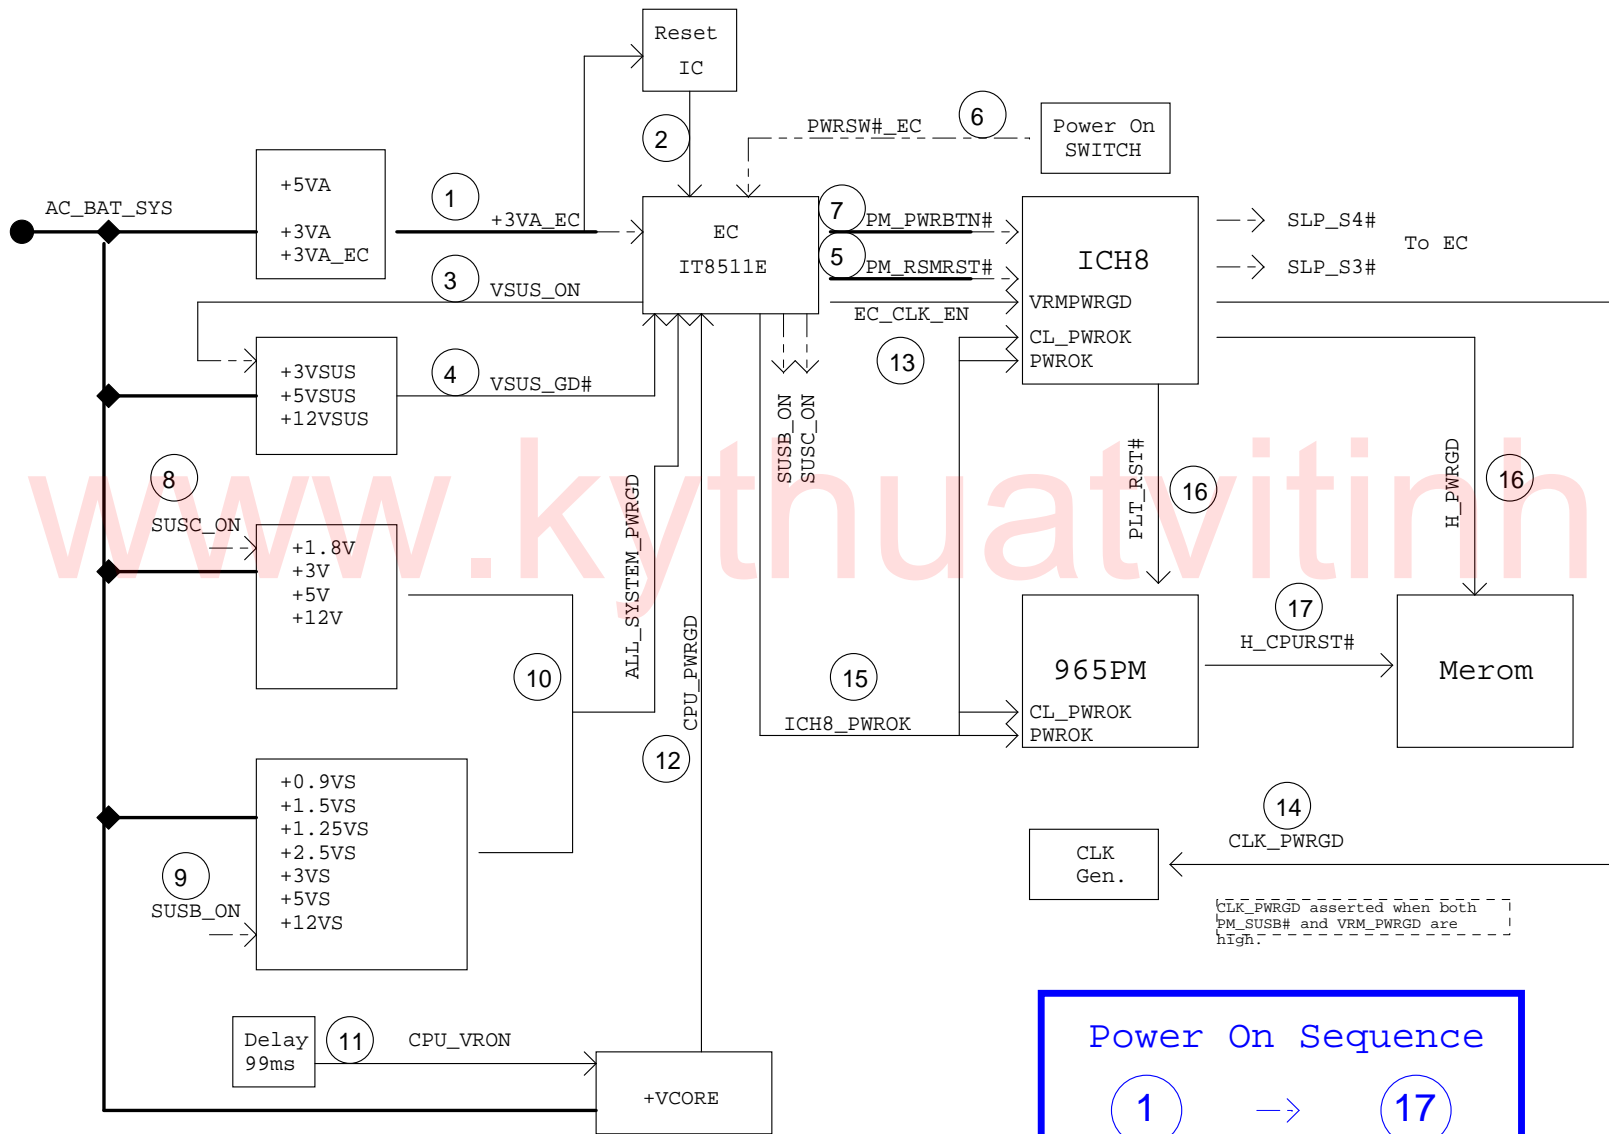 Reset
IC
2
PWRSW#_EC
6
Power On
SWITCH
+5VA
+3VA
+3VA_EC
AC_BAT_SYS
1
+3VA_EC
EC
IT8511E
7
PM_PWRBTN#
5
PM_RSMRST#
EC_CLK_EN
13
ICH8
VRMPWRGD
CL_PWROK
PWROK
SLP_S4#
SLP_S3#
To EC
3
VSUS_ON
+3VSUS
+5VSUS
+12VSUS
4
VSUS_GD#
SUSB_ON
SUSC_ON
www.kythuatvitinh
8
SUSC_ON
+1.8V
+3V
+5V
+12V
10
ALL_SYSTEM_PWRGD
CPU_PWRGD
12
PLT_RST#
16
H_PWRGD
16
15
ICH8_PWROK
965PM
CL_PWROK
PWROK
17
H_CPURST#
Merom
+0.9VS
+1.5VS
+1.25VS
+2.5VS
+3VS
+5VS
+12VS
9
SUSB_ON
CLK
Gen.
14
CLK_PWRGD
CLK_PWRGD asserted when both
PM_SUSB# and VRM_PWRGD are
high.
Delay
99ms
11
CPU_VRON
+VCORE
Power On Sequence
1
17